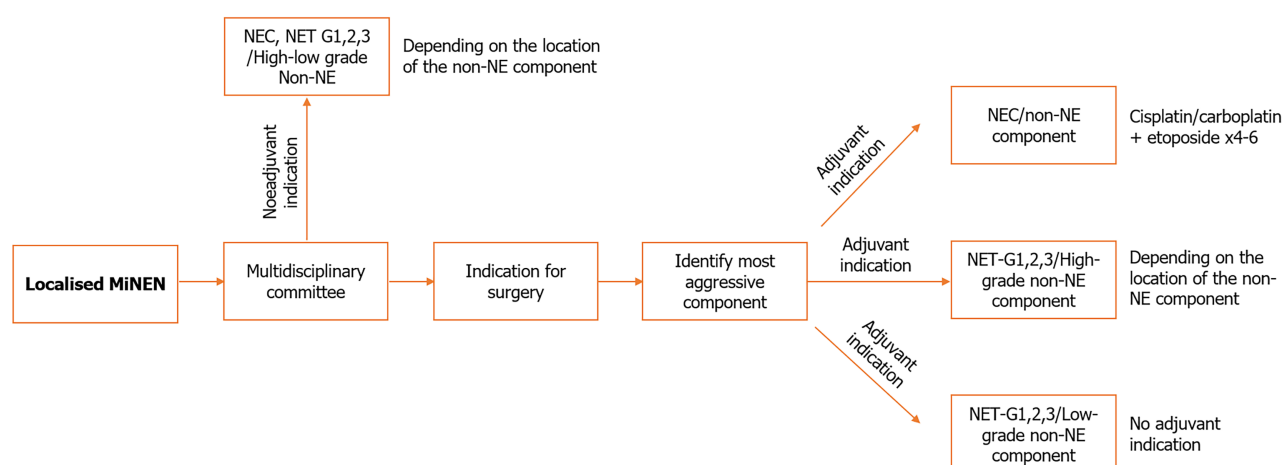 NEC, NET G1,2,3
/High-low grade
Non-NE
Depending on the location
of the non-NE component
Noeadjuvant
indication
Localised MiNEN
Multidisciplinary
committee
Indication for
surgery
Identify most
aggressive
component
Adjuvant
indication
NEC/non-NE
component
Cisplatin/carboplatin
+ etoposide x4-6
Adjuvant
indication
NET-G1,2,3/High-
grade non-NE
component
Depending on the
location of the non-
NE component
Adjuvant
indication
NET-G1,2,3/Low-
grade non-NE
component
No adjuvant
indication